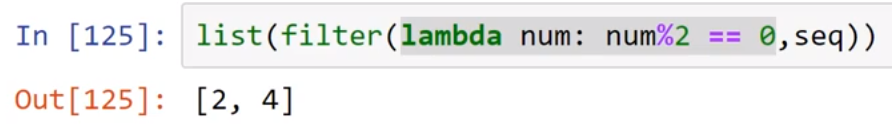 In [125]: list(filter(lambda num: num%2 == 0,seq))
Out[125]: [2, 4]